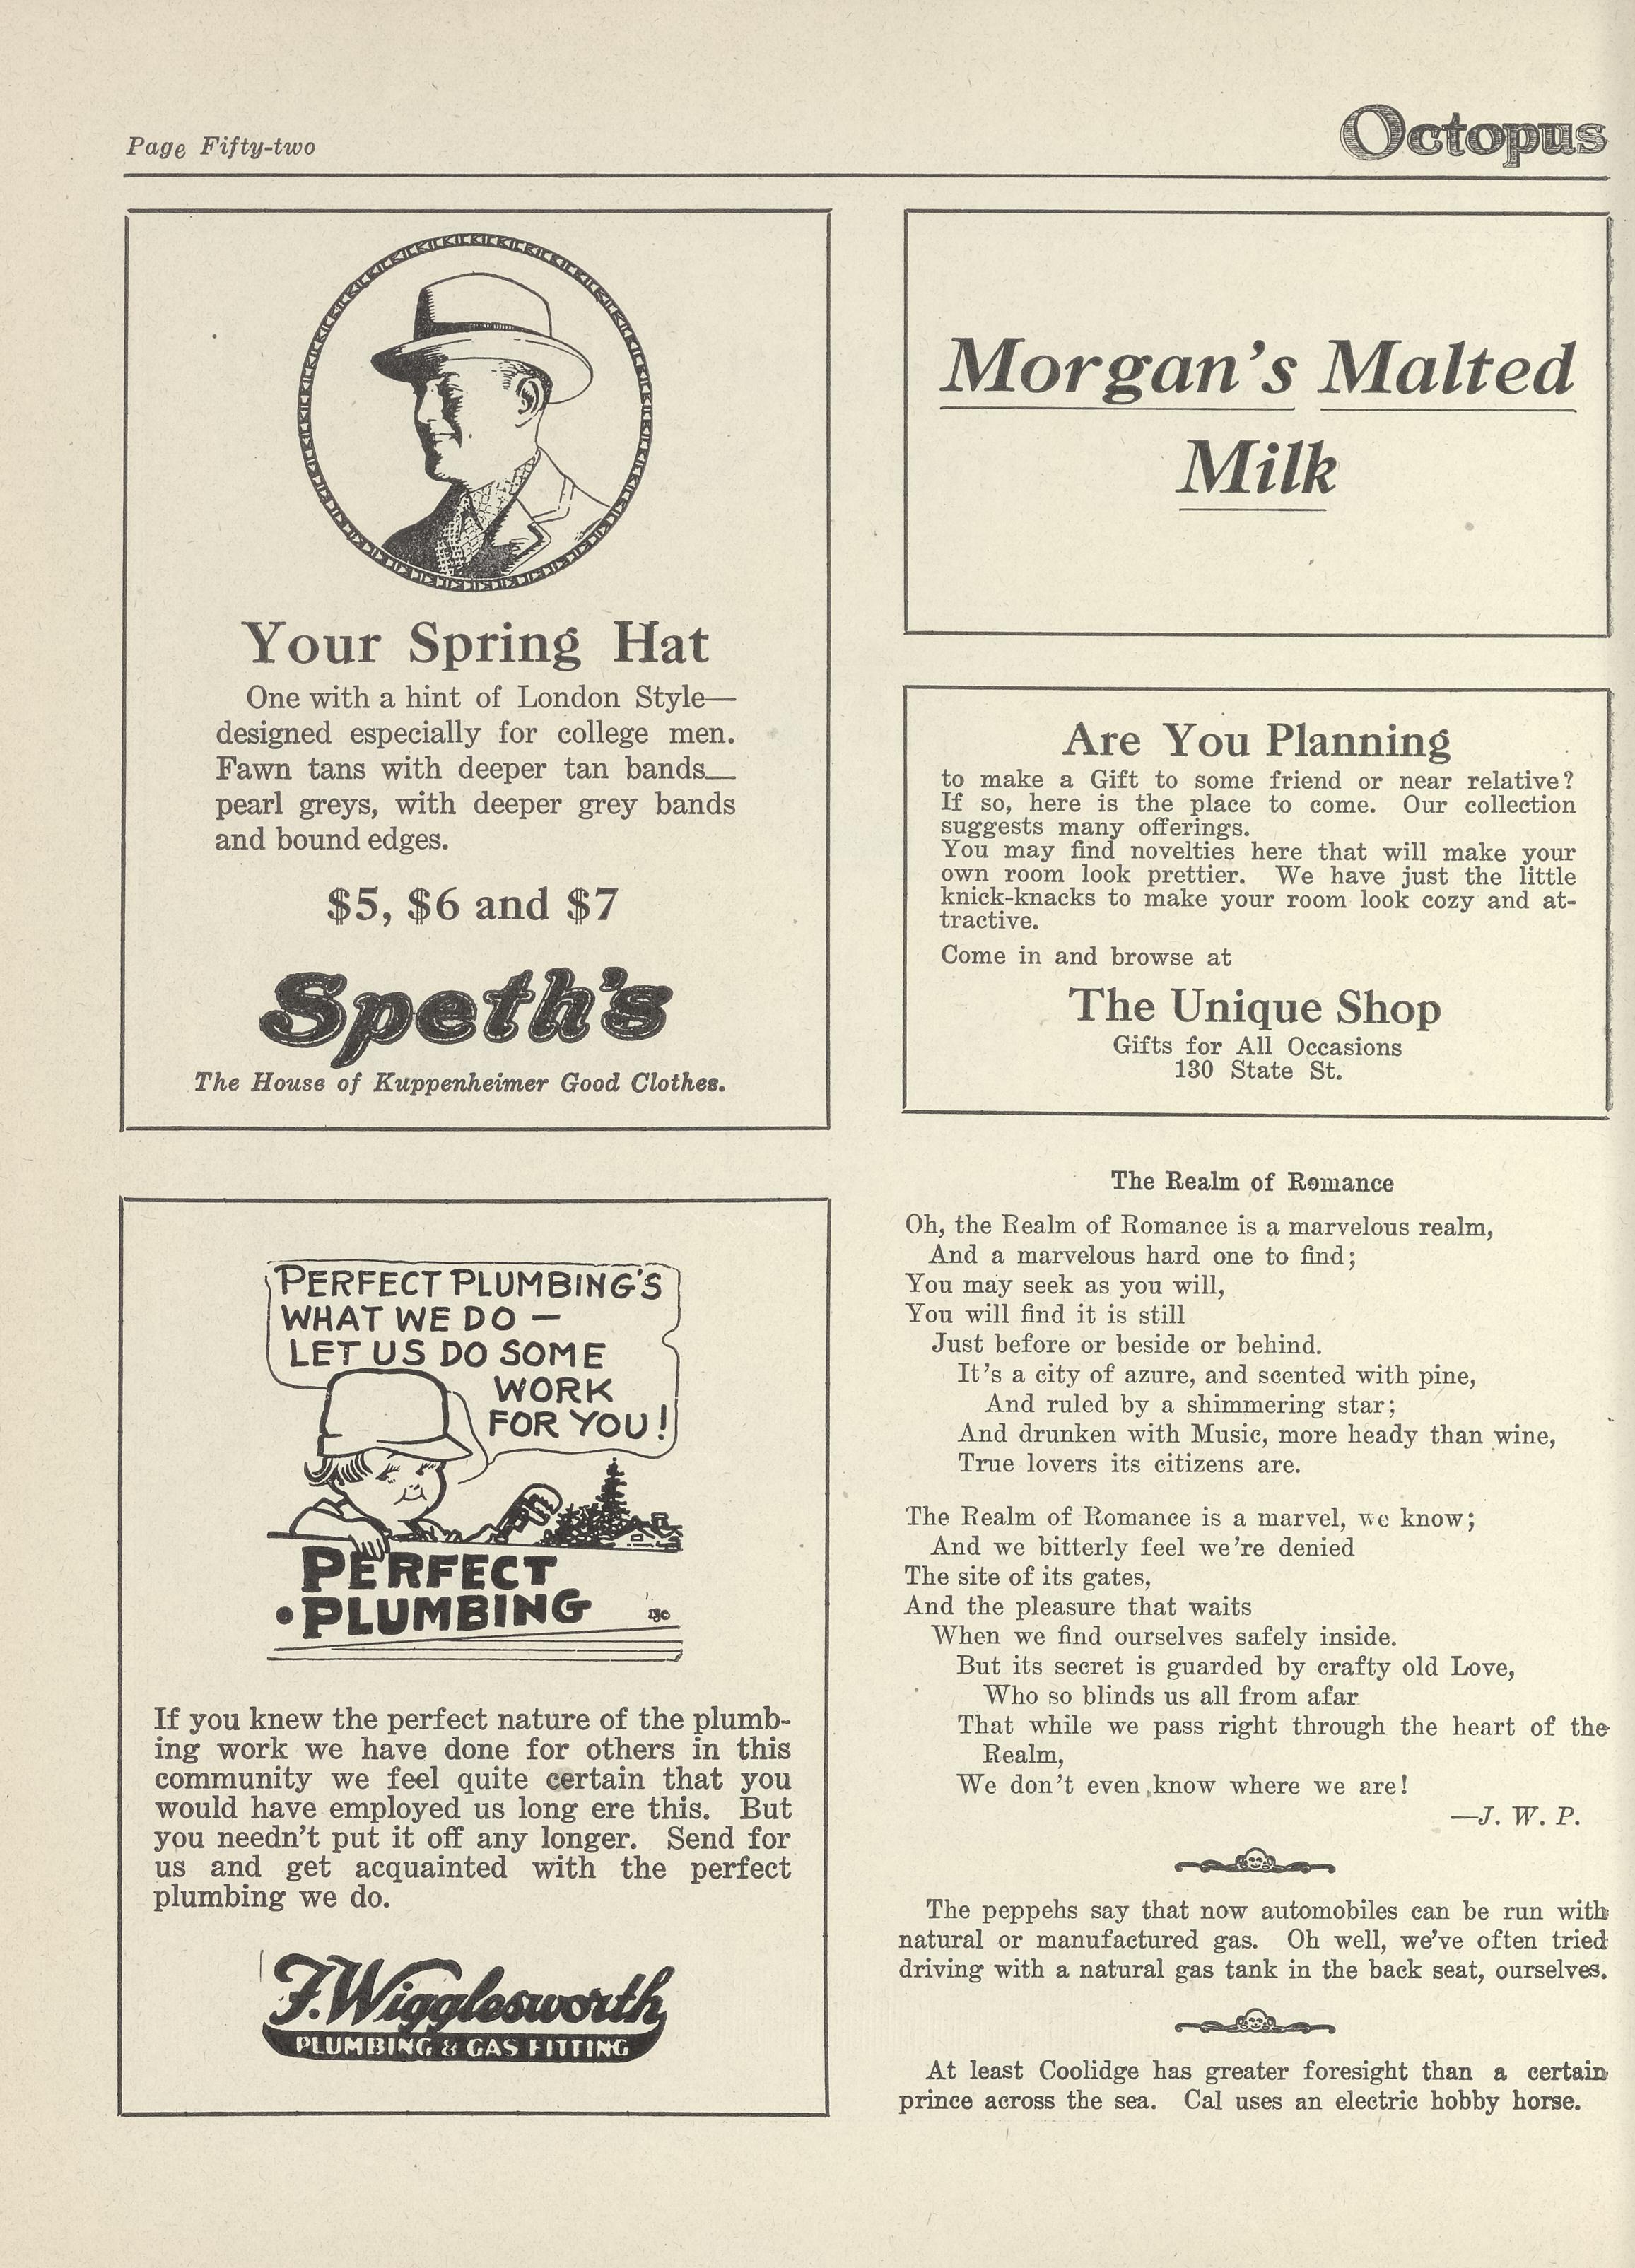 Page Fifty-two
Octopus
Your Spring Hat
One with a hint of London Style—
designed especially for college men.
Fawn tans with deeper tan bands—
pearl greys, with deeper grey bands
and bound edges.
$5, $6 and $7
Speth's
The House of Kuppenheimer Good Clothes.
PERFECT PLUMBING'S
WHAT WE DO —
LET US DO SOME
WORK
FOR YOU!
PERFECT
PLUMBING
If you knew the perfect nature of the plumb-
ing work we have done for others in this
community we feel quite certain that you
would have employed us long ere this. But
you needn't put it off any longer. Send for
us and get acquainted with the perfect
plumbing we do.
F. Wigglesworth
PLUMBING & GAS FITTING
Morgan's Malted
Milk
Are You Planning
to make a Gift to some friend or near relative?
If so, here is the place to come. Our collection
suggests many offerings.
You may find novelties here that will make your
own room look prettier. We have just the little
knick-knacks to make your room look cozy and at-
tractive.
Come in and browse at
The Unique Shop
Gifts for All Occasions
130 State St.
The Realm of Romance
Oh, the Realm of Romance is a marvelous realm,
And a marvelous hard one to find;
You may seek as you will,
You will find it is still
Just before or beside or behind.
It's a city of azure, and scented with pine,
And ruled by a shimmering star;
And drunken with Music, more heady than wine,
True lovers its citizens are.
The Realm of Romance is a marvel, we know;
And we bitterly feel we're denied
The site of its gates,
And the pleasure that waits
When we find ourselves safely inside.
But its secret is guarded by crafty old Love,
Who so blinds us all from afar
That while we pass right through the heart of the
Realm,
We don't even know where we are!
—J. W. P.
The peppehs say that now automobiles can be run with
natural or manufactured gas. Oh well, we've often tried
driving with a natural gas tank in the back seat, ourselves.
At least Coolidge has greater foresight than a certain
prince across the sea. Cal uses an electric hobby horse.